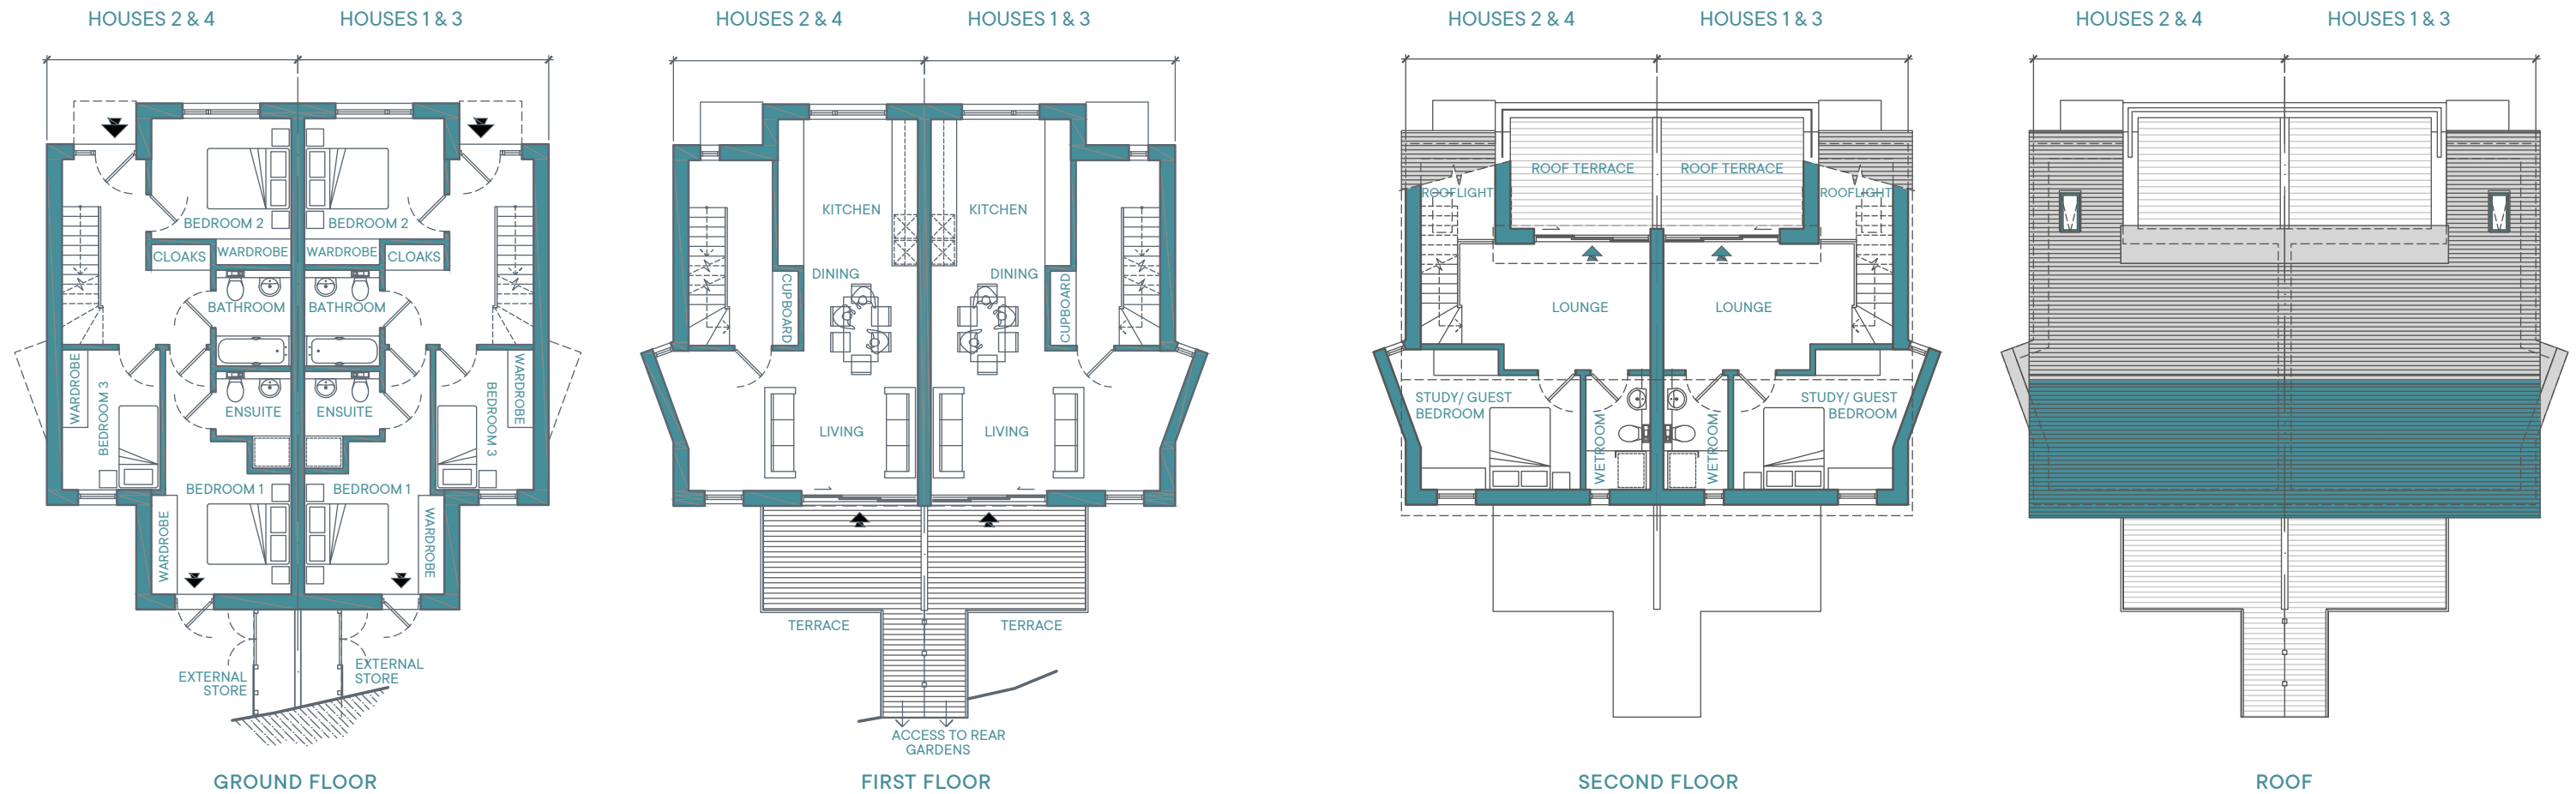 HOUSES 2 & 4
HOUSES 1 & 3
BEDROOM 2
BEDROOM 2
CLOAKS
WARDROBE
WARDROBE
CLOAKS
BATHROOM
BATHROOM
WARDROBE
BEDROOM 3
ENSUITE
ENSUITE
BEDROOM 3
WARDROBE
BEDROOM 1
BEDROOM 1
WARDROBE
WARDROBE
EXTERNAL
STORE
EXTERNAL
STORE
GROUND FLOOR
HOUSES 2 & 4
HOUSES 1 & 3
KITCHEN
KITCHEN
DINING
DINING
CUPBOARD
CUPBOARD
LIVING
LIVING
TERRACE
TERRACE
ACCESS TO REAR
GARDENS
FIRST FLOOR
HOUSES 2 & 4
HOUSES 1 & 3
ROOF TERRACE
ROOF TERRACE
ROOFLIGHT
ROOFLIGHT
LOUNGE
LOUNGE
STUDY/ GUEST
BEDROOM
STUDY/ GUEST
BEDROOM
WETROOM
WETROOM
SECOND FLOOR
HOUSES 2 & 4
HOUSES 1 & 3
ROOF